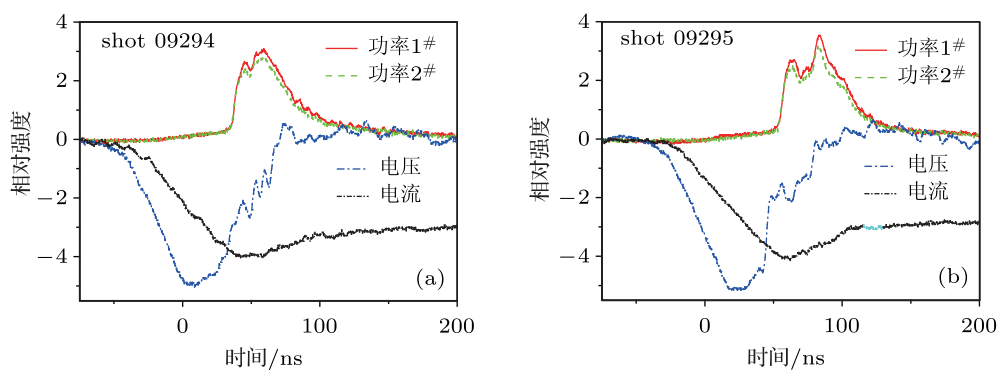 4
2
0
−2
−4
相对强度
shot 09294
功率1#
功率2#
电压
电流
(a)
0
100
200
时间/ns
4
2
0
−2
−4
相对强度
shot 09295
功率1#
功率2#
电压
电流
(b)
0
100
200
时间/ns